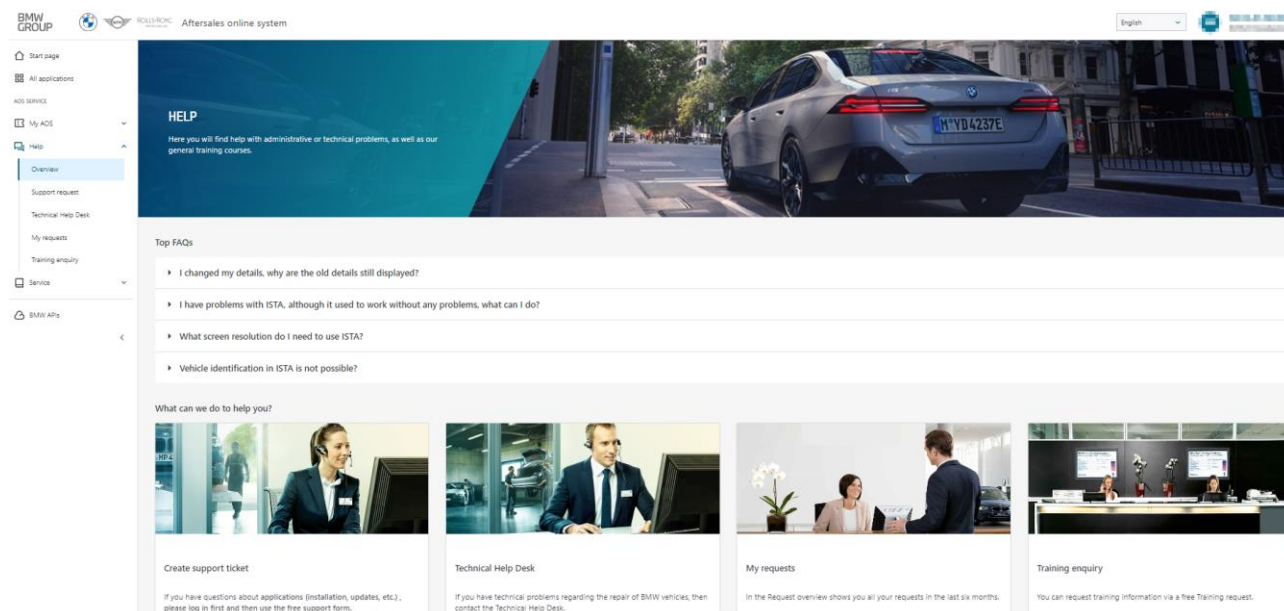 BMW
GROUP
ROLLS-ROYCE
Aftersales online system
English
Start page
All applications
AOS SERVICE
My AOS
Help
Overview
Support request
Technical Help Desk
My requests
Training enquiry
Service
BMW APIs
HELP
Here you will find help with administrative or technical problems, as well as our
general training courses.
M*YD4237E
Top FAQs
I changed my details, why are the old details still displayed?
I have problems with ISTA, although it used to work without any problems, what can I do?
What screen resolution do I need to use ISTA?
Vehicle identification in ISTA is not possible?
What can we do to help you?
Create support ticket
If you have questions about applications (installation, updates, etc.) ,
please log in first and then use the free support form.
Technical Help Desk
If you have technical problems regarding the repair of BMW vehicles, then
contact the Technical Help Desk.
My requests
In the Request overview shows you all your requests in the last six months.
Training enquiry
You can request training information via a free Training request.